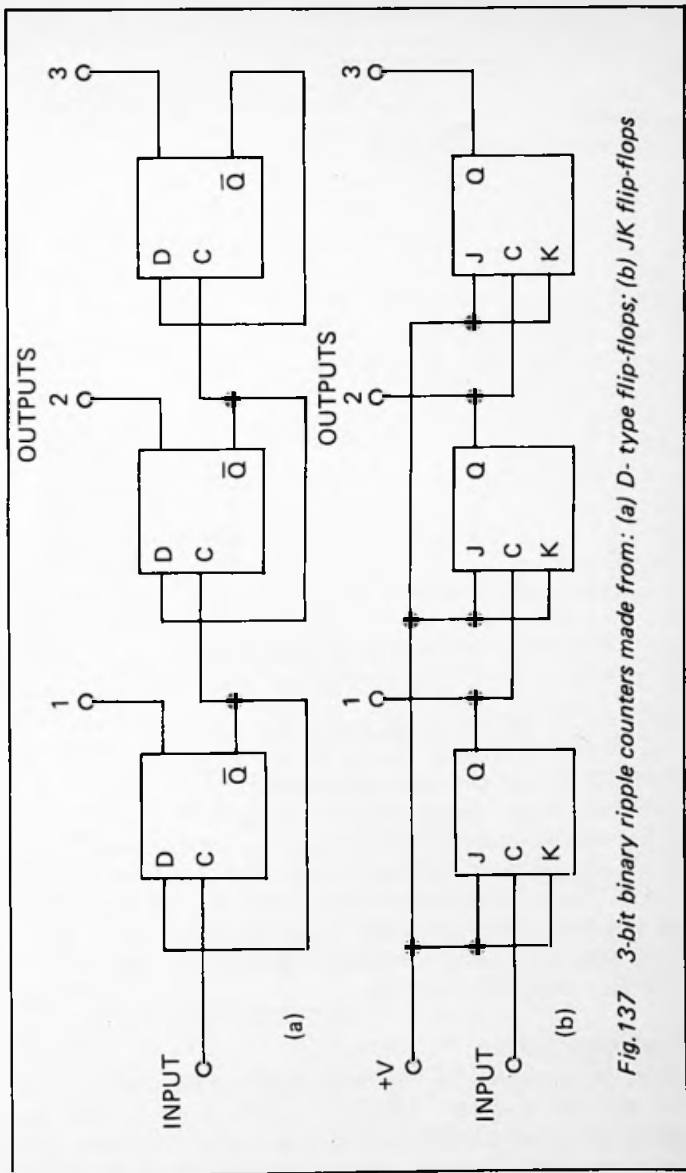 OUTPUTS
1 2 3
D Q̅ D Q̅ D Q̅
C C C
INPUT
(a)
OUTPUTS
1 2 3
+V
J Q J Q J Q
C C C
K K K
INPUT
(b)
Fig.137 3-bit binary ripple counters made from: (a) D- type flip-flops; (b) JK flip-flops